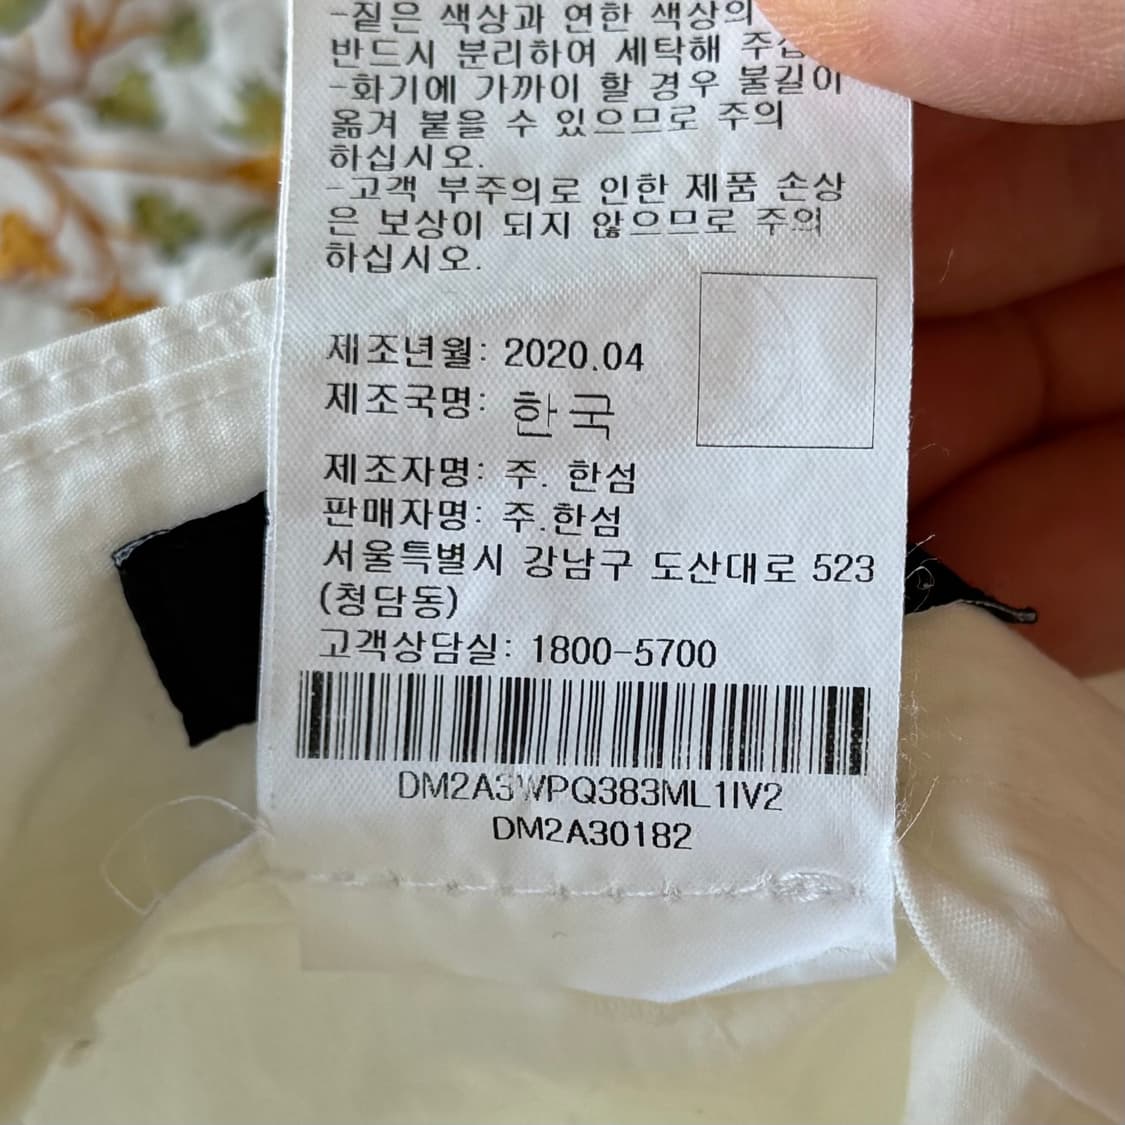 -짙은 색상과 연한 색상의
반드시 분리하여 세탁해
-화기에 가까이 할 경우 불길이
옮겨 붙을 수 있으므로 주의
하십시오.
-고객 부주의로 인한 제품 손상
은 보상이 되지 않으므로 주의
하십시오.
제조년월: 2020.04
제조국명: 한국
제조자명: 주. 한섬
판매자명: 주.한섬
서울특별시 강남구 도산대로 523
(청담동)
고객상담실: 1800-5700
DM2A3WPQ383ML1IV2
DM2A30182